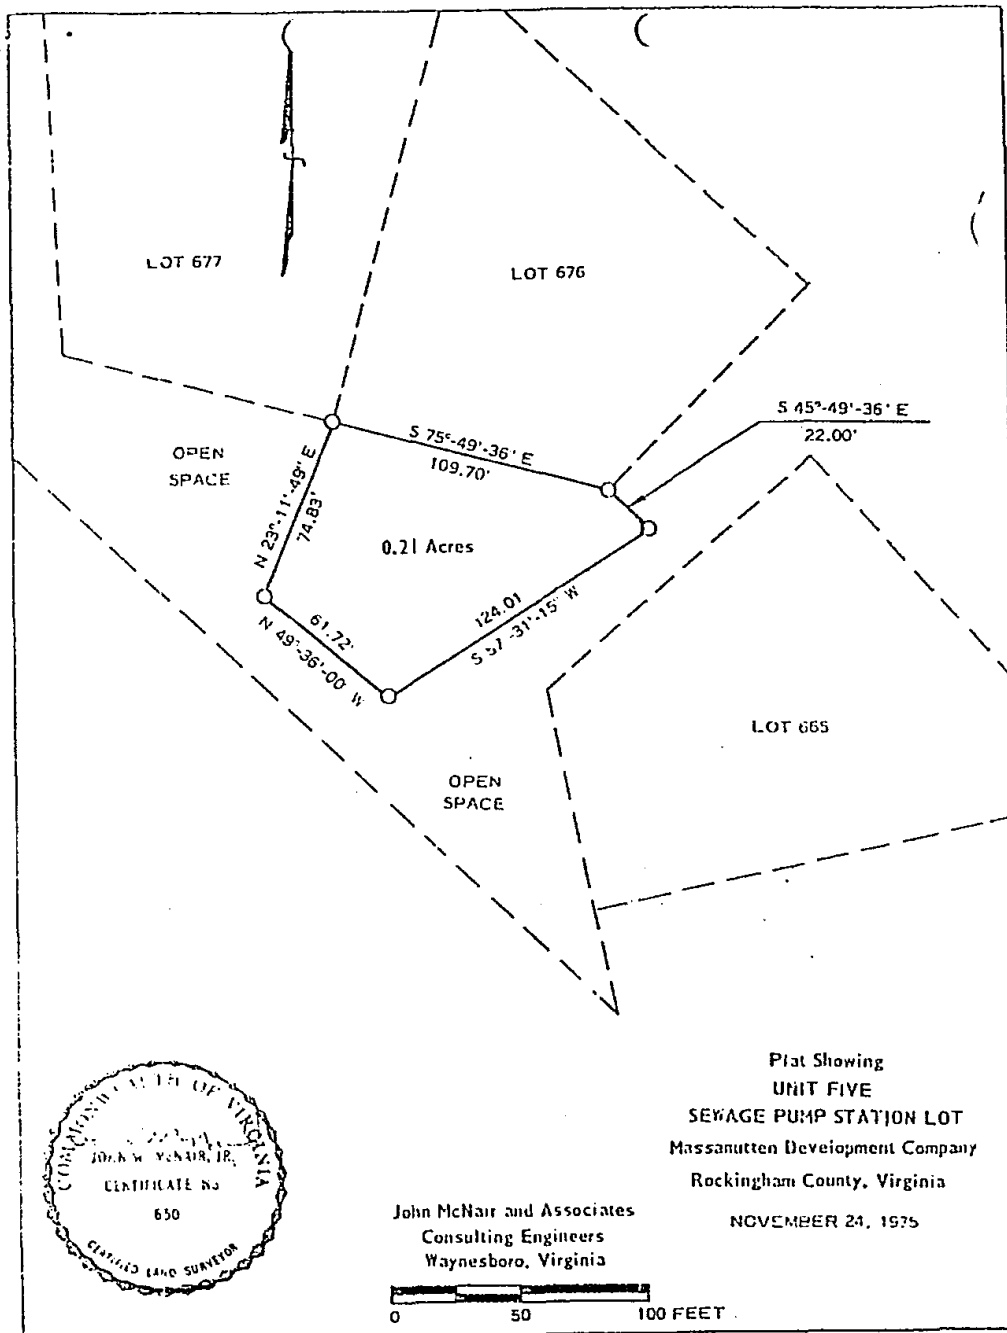 LOT 677
LOT 676
S 45°-49'-36" E
22.00'
S 75°-49'-36" E
109.70'
OPEN
SPACE
N 23°-11'-49" E
74.83'
0.21 Acres
124.01
61.72'
N 49°-36'-00" W
LOT 665
OPEN
SPACE
Plat Showing
UNIT FIVE
SEWAGE PUMP STATION LOT
Massanutten Development Company
Rockingham County, Virginia
NOVEMBER 24, 1975
COMMONWEALTH OF VIRGINIA
JOHN W. McNAIR, JR.
CERTIFICATE No
650
CERTIFIED LAND SURVEYOR
John McNair and Associates
Consulting Engineers
Waynesboro, Virginia
0 50 100 FEET